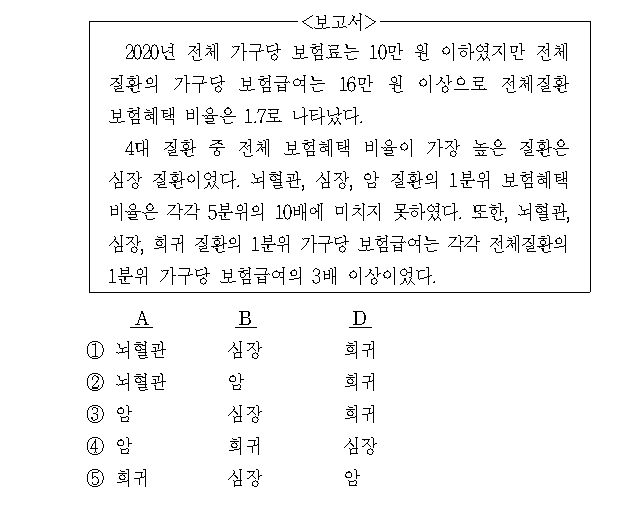 <보고서>
2020년 전체 가구당 보험료는 10만 원 이하였지만 전체
질환의 가구당 보험급여는 16만 원 이상으로 전체질환
보험혜택 비율은 1.7로 나타났다.
4대 질환 중 전체 보험혜택 비율이 가장 높은 질환은
심장 질환이었다. 뇌혈관, 심장, 암 질환의 1분위 보험혜택
비율은 각각 5분위의 10배에 미치지 못하였다. 또한, 뇌혈관,
심장, 희귀 질환의 1분위 가구당 보험급여는 각각 전체질환의
1분위 가구당 보험급여의 3배 이상이었다.
A B D
① 뇌혈관 심장 희귀
② 뇌혈관 암 희귀
③ 암 심장 희귀
④ 암 희귀 심장
⑤ 희귀 심장 암